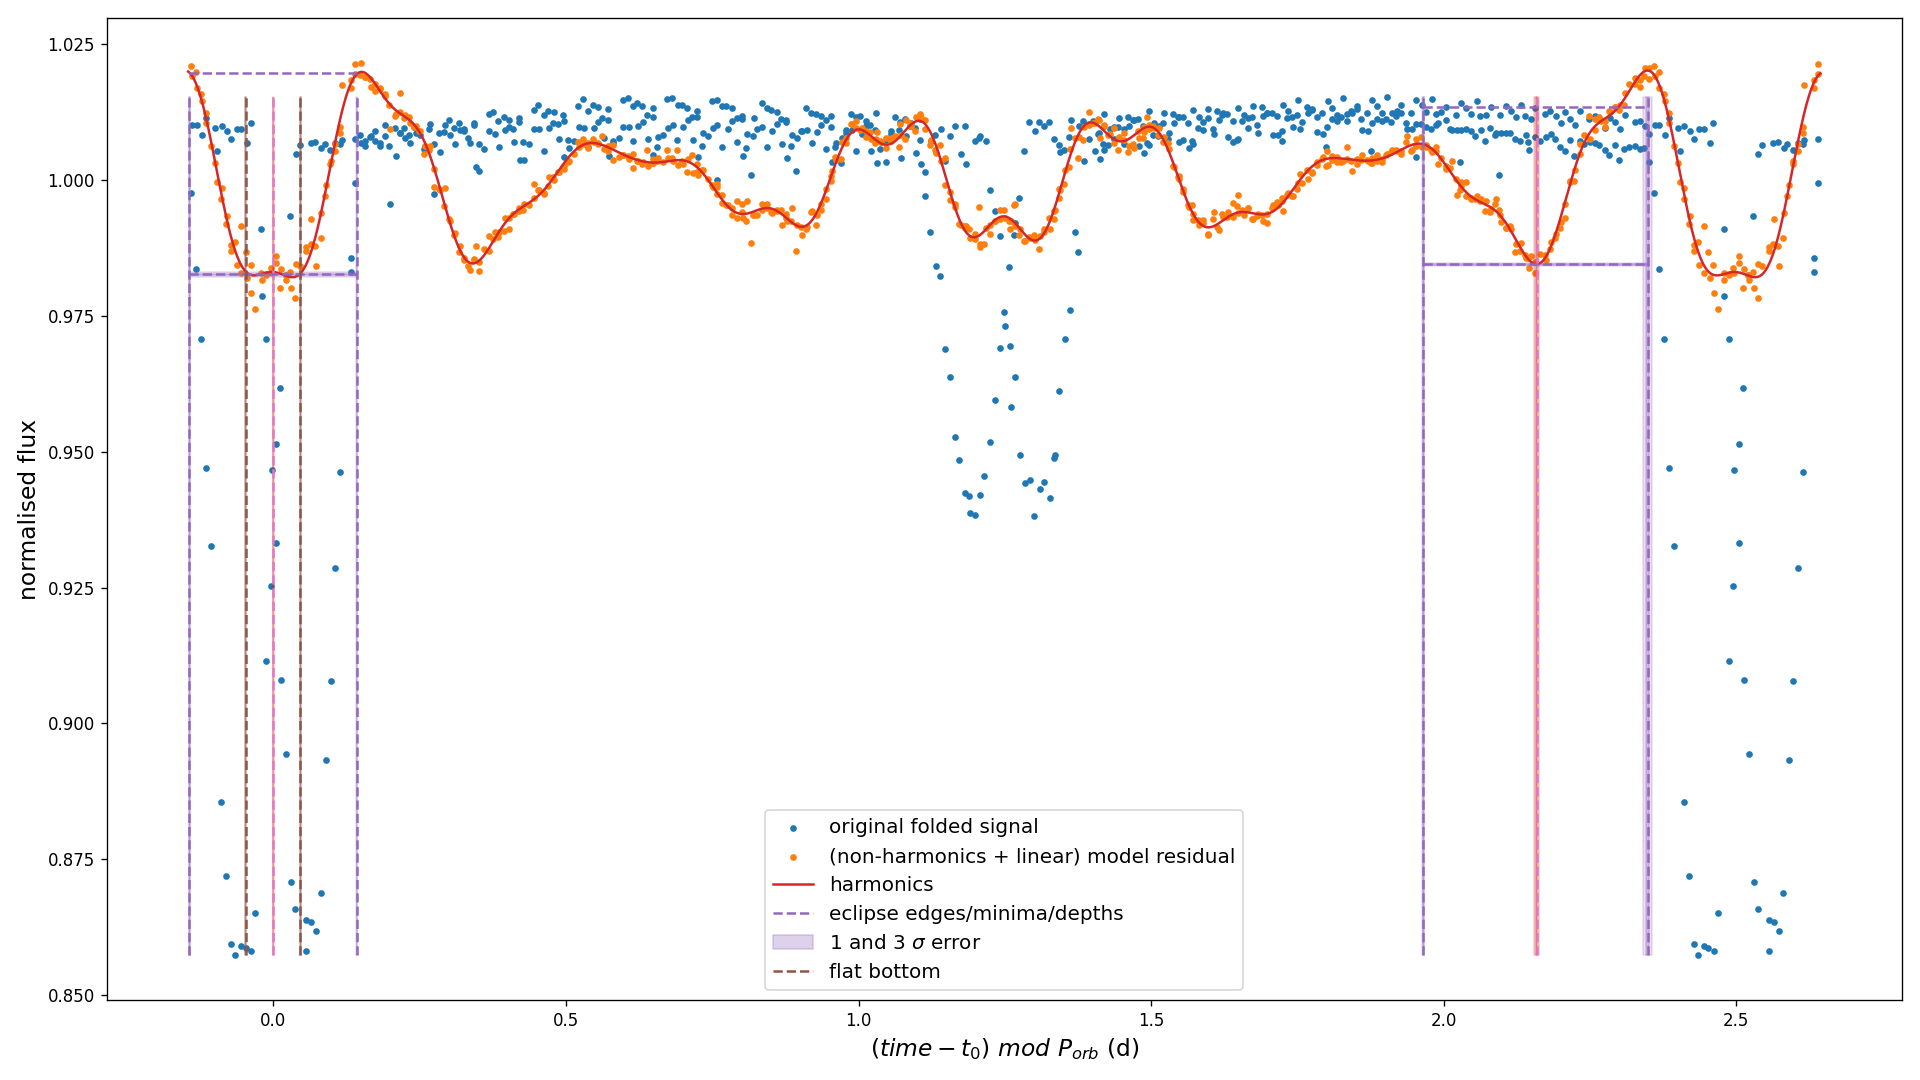 1.025
1.000
0.975
0.950
0.925
0.900
0.875
0.850
normalised flux
original folded signal
(non-harmonics + linear) model residual
harmonics
eclipse edges/minima/depths
1 and 3 σ error
flat bottom
0.0 0.5 1.0 1.5 2.0 2.5
(time − t₀) mod P_orb (d)